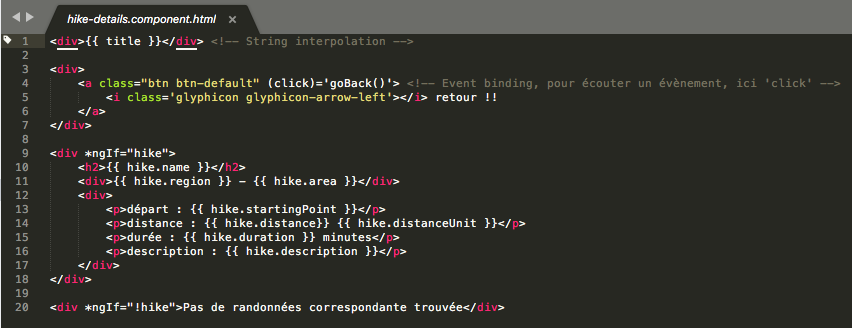 hike-details.component.html ×
1 <div>{{ title }}</div> <!-- String interpolation -->
2
3 <div>
4     <a class="btn btn-default" (click)='goBack()'> <!-- Event binding, pour écouter un évènement, ici 'click' -->
5         <i class='glyphicon glyphicon-arrow-left'></i> retour !!
6     </a>
7 </div>
8
9 <div *ngIf="hike">
10     <h2>{{ hike.name }}</h2>
11     <div>{{ hike.region }} - {{ hike.area }}</div>
12     <div>
13         <p>départ : {{ hike.startingPoint }}</p>
14         <p>distance : {{ hike.distance}} {{ hike.distanceUnit }}</p>
15         <p>durée : {{ hike.duration }} minutes</p>
16         <p>description : {{ hike.description }}</p>
17     </div>
18 </div>
19
20 <div *ngIf="!hike">Pas de randonnées correspondante trouvée</div>